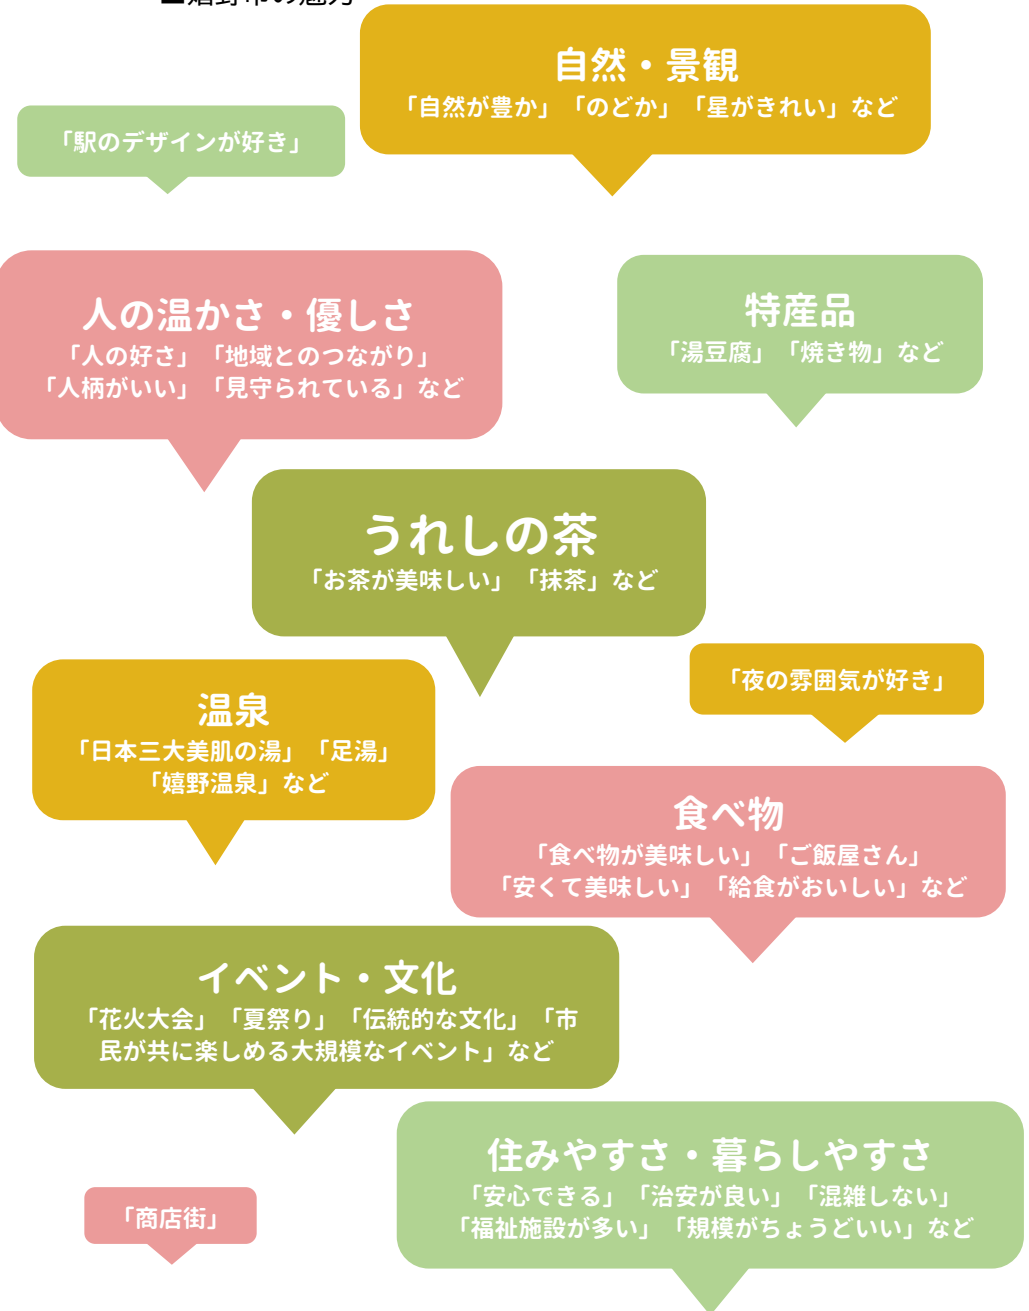 ■嬉野市の魅力
自然・景観
「自然が豊か」「のどか」「星がきれい」など
「駅のデザインが好き」
人の温かさ・優しさ
「人の好さ」「地域とのつながり」
「人柄がいい」「見守られている」など
特産品
「湯豆腐」「焼き物」など
うれしの茶
「お茶が美味しい」「抹茶」など
「夜の雰囲気が好き」
温泉
「日本三大美肌の湯」「足湯」
「嬉野温泉」など
食べ物
「食べ物が美味しい」「ご飯屋さん」
「安くて美味しい」「給食がおいしい」など
イベント・文化
「花火大会」「夏祭り」「伝統的な文化」「市
民が共に楽しめる大規模なイベント」など
住みやすさ・暮らしやすさ
「安心できる」「治安が良い」「混雑しない」
「福祉施設が多い」「規模がちょうどいい」など
「商店街」